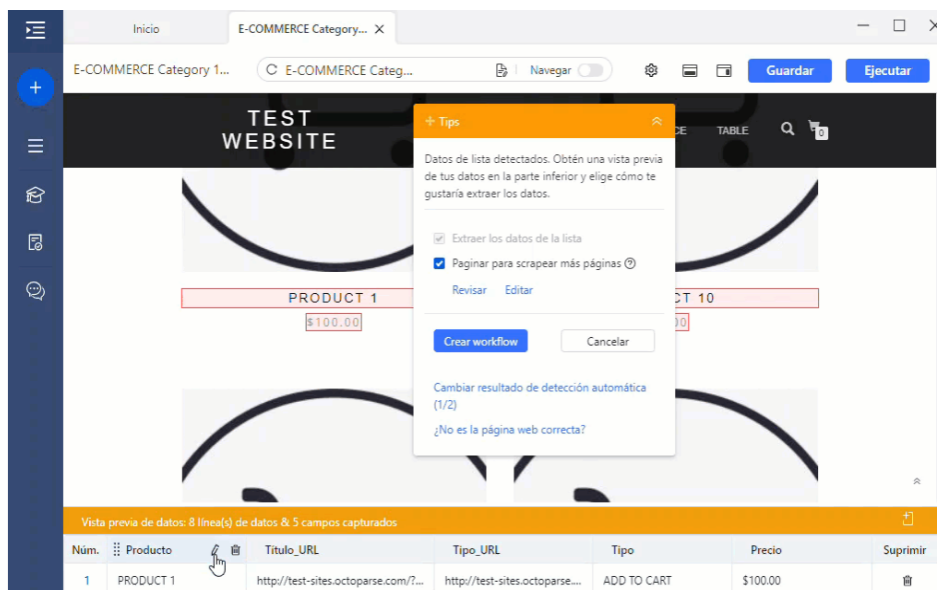 Inicio
E-COMMERCE Category...
E-COMMERCE Category 1...
E-COMMERCE Categ...
Navegar
Guardar
Ejecutar
TEST
WEBSITE
TABLE
0
Tips
Datos de lista detectados. Obtén una vista previa
de tus datos en la parte inferior y elige cómo te
gustaría extraer los datos.
Extraer los datos de la lista
Paginar para scrapear más páginas
Revisar Editar
Crear workflow
Cancelar
Cambiar resultado de detección automática
(1/2)
¿No es la página web correcta?
PRODUCT 1
$100.00
CT 10
00
Vista previa de datos: 8 línea(s) de datos & 5 campos capturados
Núm. Producto Título_URL Tipo_URL Tipo Precio Suprimir
1 PRODUCT 1 http://test-sites.octoparse.com/?... http://test-sites.octoparse.... ADD TO CART $100.00